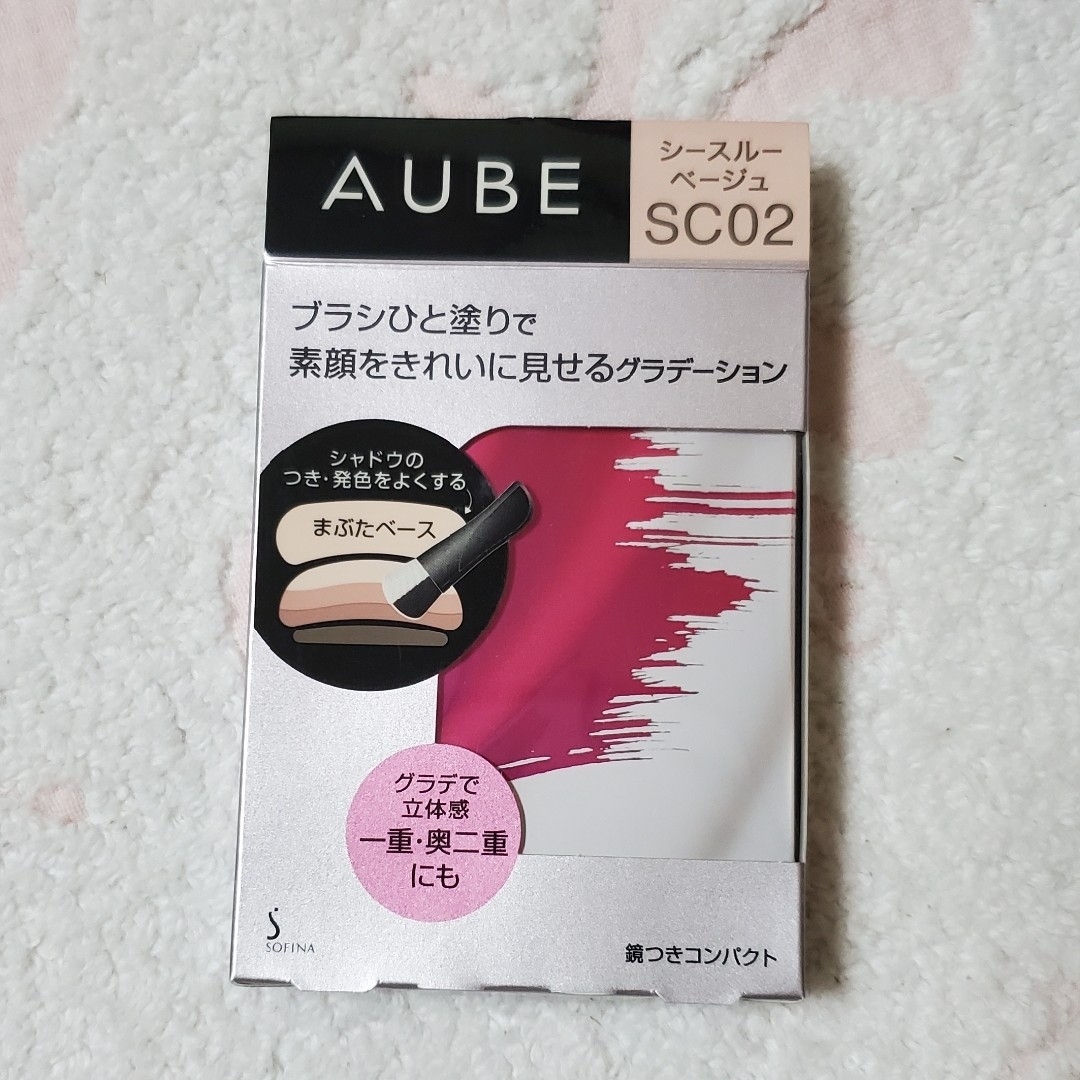 AUBE
シースルー
ベージュ
SC02
ブラシひと塗りで
素顔をきれいに見せるグラデーション
シャドウの
つき・発色をよくする
まぶたベース
グラデで
立体感
一重・奥二重
にも
SOFINA
鏡つきコンパクト